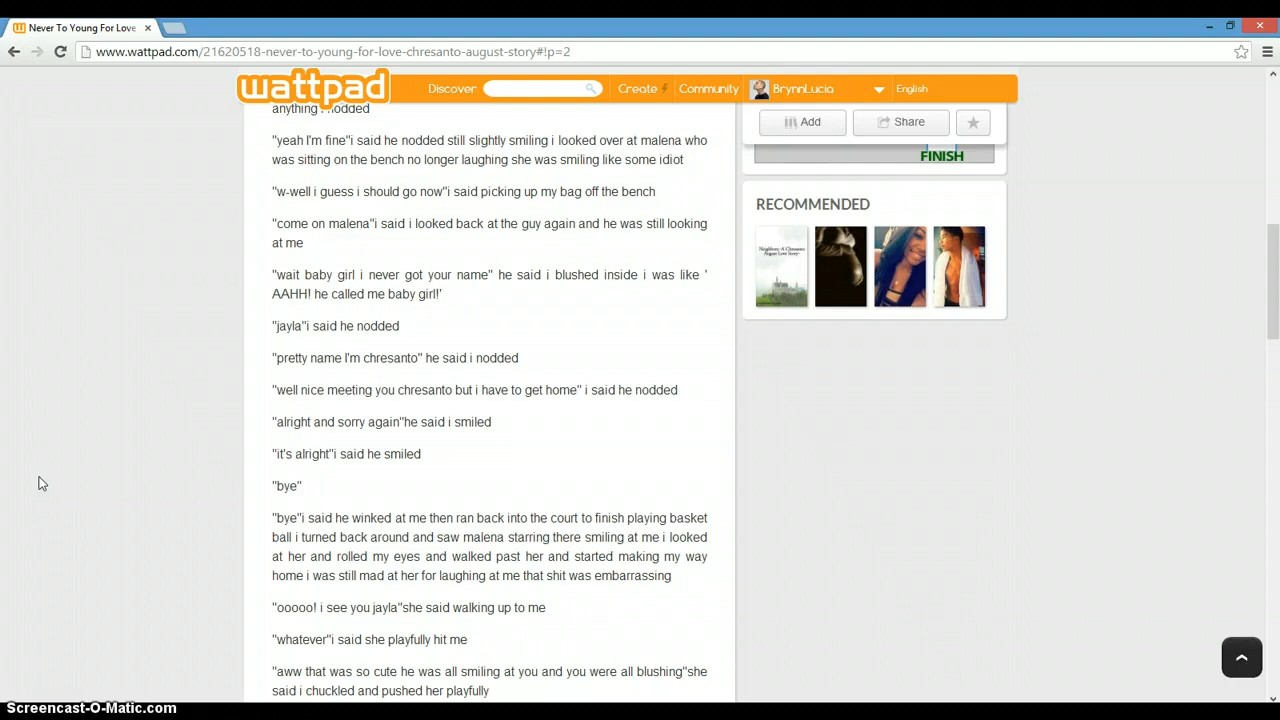 Never To Young For Love
www.wattpad.com/21620518-never-to-young-for-love-chresanto-august-story#!p=2
wattpad
Discover
Create
Community
BrynnLucia
English
Add
Share
FINISH
RECOMMENDED
Neighbors-A Chresanto
August Love Story-
anything i nodded
"yeah I'm fine"i said he nodded still slightly smiling i looked over at malena who
was sitting on the bench no longer laughing she was smiling like some idiot
"w-well i guess i should go now"i said picking up my bag off the bench
"come on malena"i said i looked back at the guy again and he was still looking
at me
"wait baby girl i never got your name" he said i blushed inside i was like '
AAHH! he called me baby girl!'
"jayla"i said he nodded
"pretty name I'm chresanto" he said i nodded
"well nice meeting you chresanto but i have to get home" i said he nodded
"alright and sorry again"he said i smiled
"it's alright"i said he smiled
"bye"
"bye"i said he winked at me then ran back into the court to finish playing basket
ball i turned back around and saw malena starring there smiling at me i looked
at her and rolled my eyes and walked past her and started making my way
home i was still mad at her for laughing at me that shit was embarrassing
"ooooo! i see you jayla"she said walking up to me
"whatever"i said she playfully hit me
"aww that was so cute he was all smiling at you and you were all blushing"she
said i chuckled and pushed her playfully
Screencast-O-Matic.com